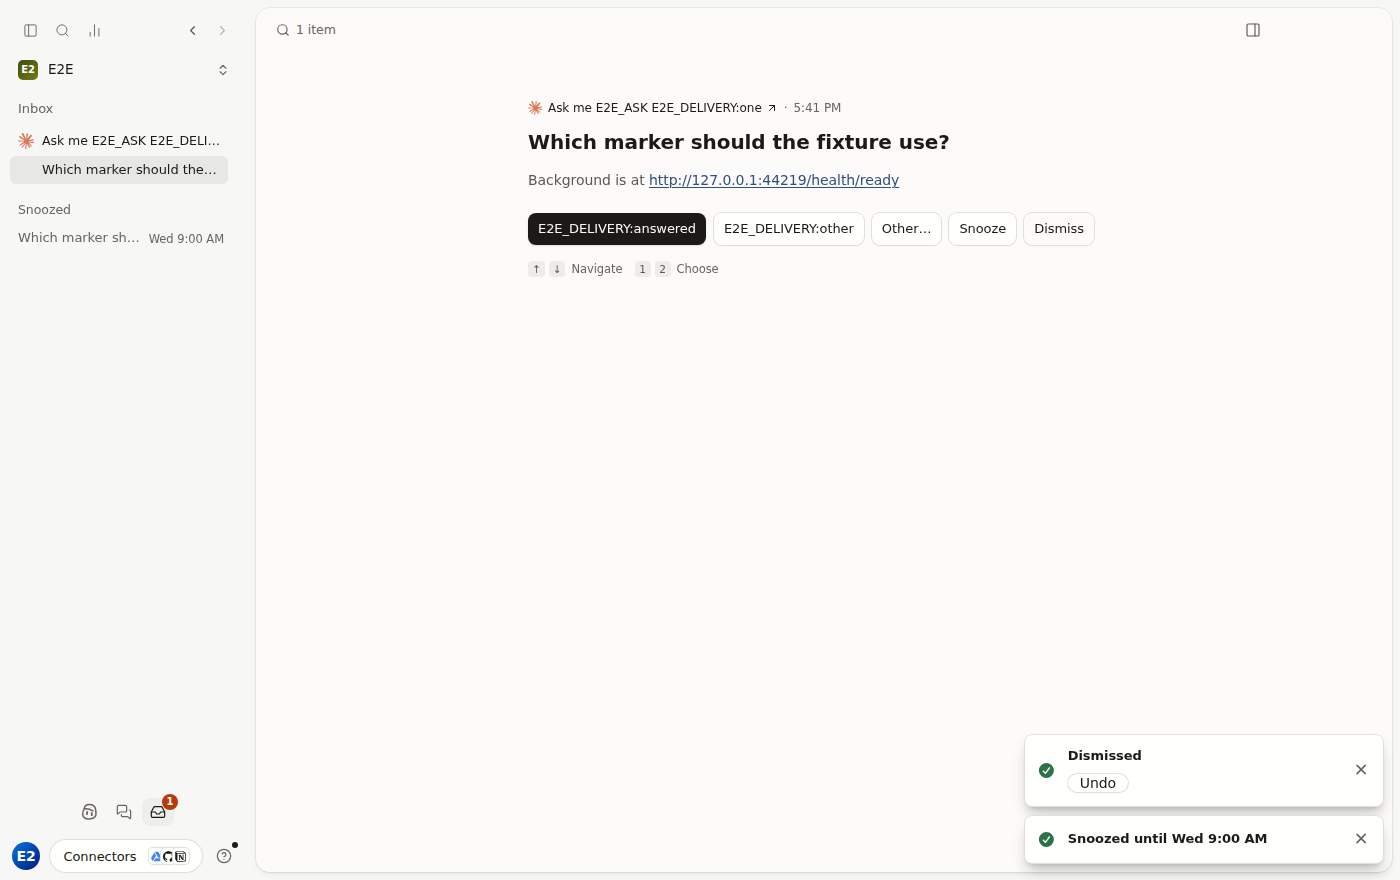 E2 E2E
Inbox
Ask me E2E_ASK E2E_DELI...
Which marker should the...
Snoozed
Which marker sh... Wed 9:00 AM
1
E2 Connectors
1 item
Ask me E2E_ASK E2E_DELIVERY:one · 5:41 PM
Which marker should the fixture use?
Background is at http://127.0.0.1:44219/health/ready
E2E_DELIVERY:answered E2E_DELIVERY:other Other... Snooze Dismiss
↑ ↓ Navigate 1 2 Choose
Dismissed
Undo
Snoozed until Wed 9:00 AM